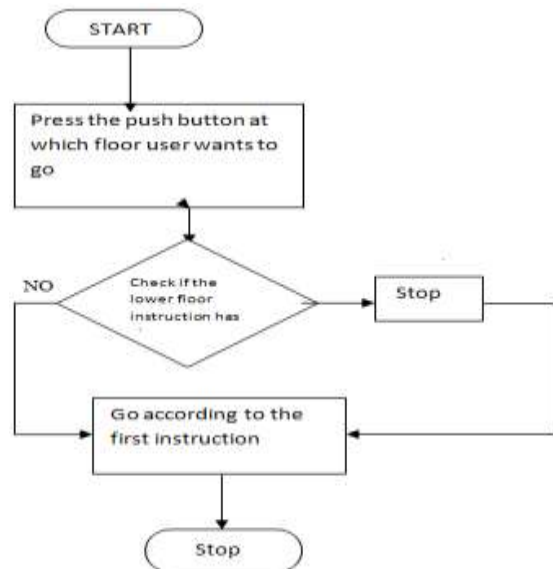 START
Press the push button at
which floor user wants to
go
NO
Check if the
lower floor
instruction has
Stop
Go according to the
first instruction
Stop